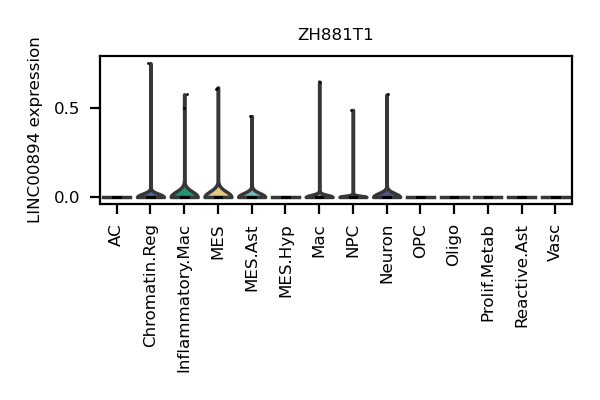 ZH881T1
LINC00894 expression
0.5
0.0
AC
Chromatin.Reg
Inflammatory.Mac
MES
MES.Ast
MES.Hyp
Mac
NPC
Neuron
OPC
Oligo
Prolif.Metab
Reactive.Ast
Vasc